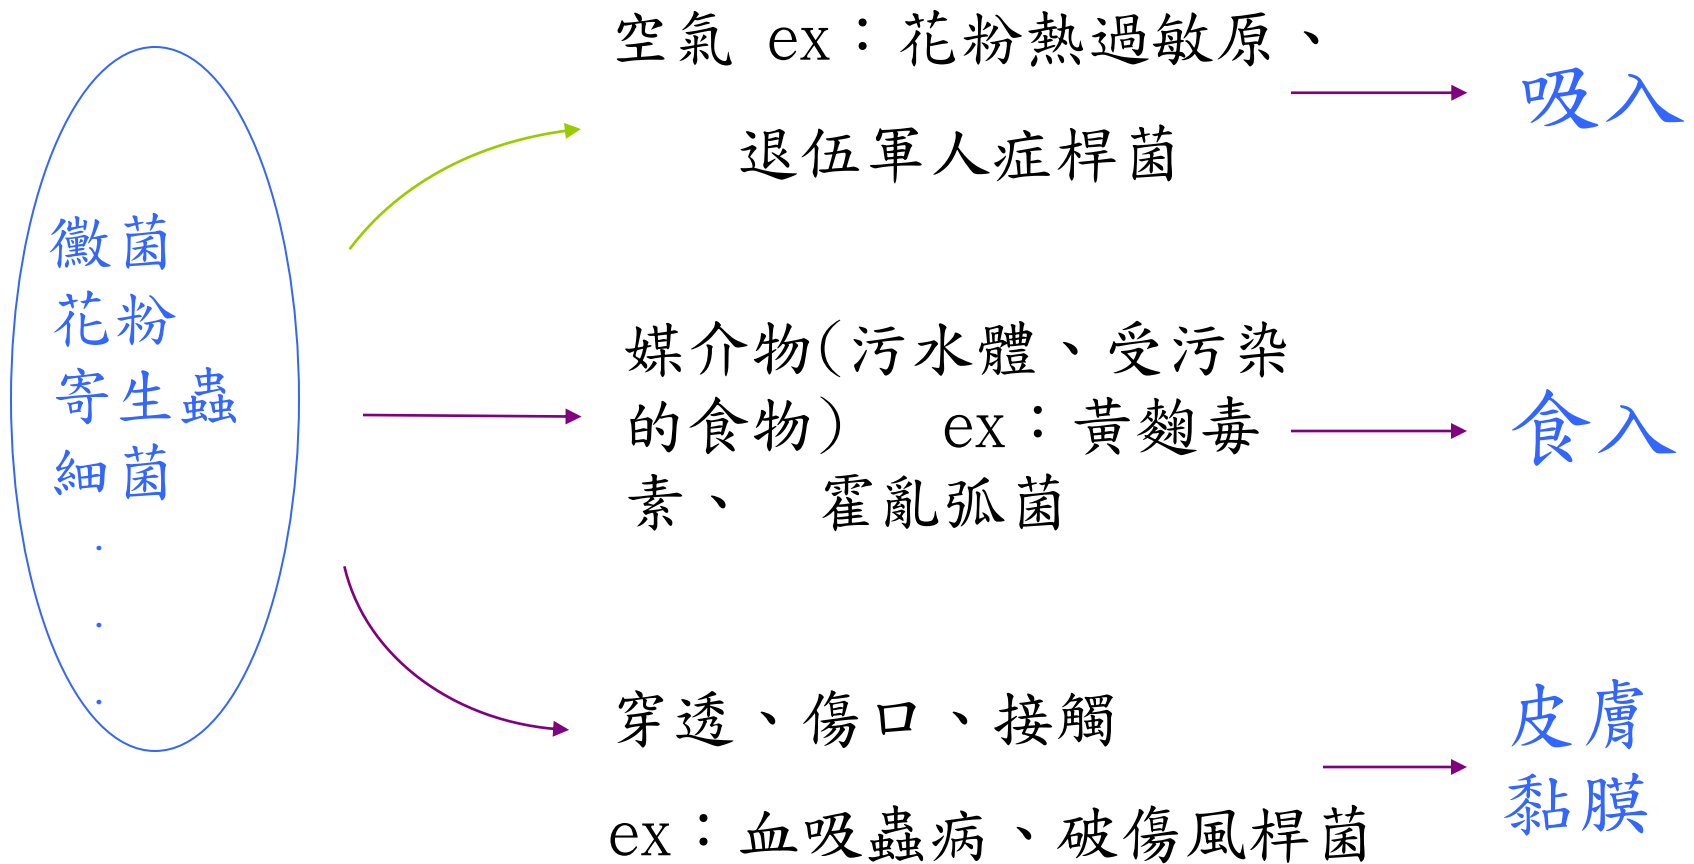 黴菌
花粉
寄生蟲
細菌
.
.
.
空氣 ex：花粉熱過敏原、
退伍軍人症桿菌
吸入
媒介物(污水體、受污染
的食物) ex：黃麴毒
素、 霍亂弧菌
食入
穿透、傷口、接觸
ex：血吸蟲病、破傷風桿菌
皮膚
黏膜